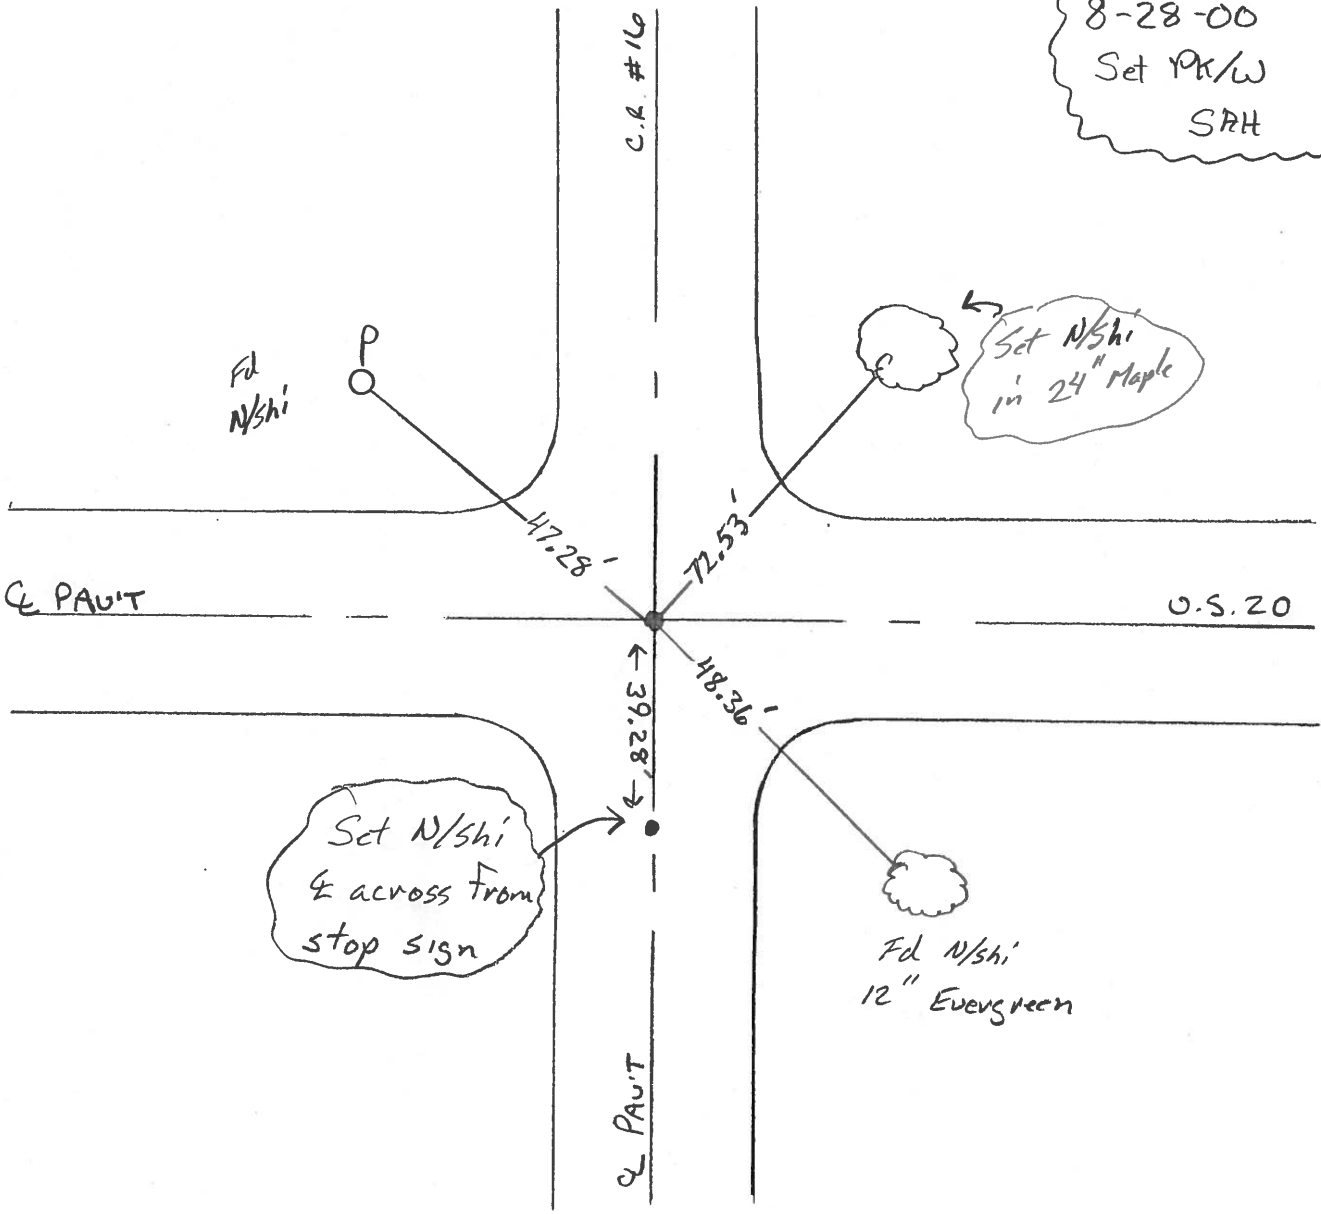 8-28-00
Set PK/W
SAH
C.R. #16
P
Fd
N/shi
Set N/Shi
in 24" Maple
47.28'
72.53'
℄ PAV'T
U.S. 20
39.28'
48.36'
Set N/shi
℄ across from
stop sign
Fd N/shi
12" Evergreen
℄ PAV'T